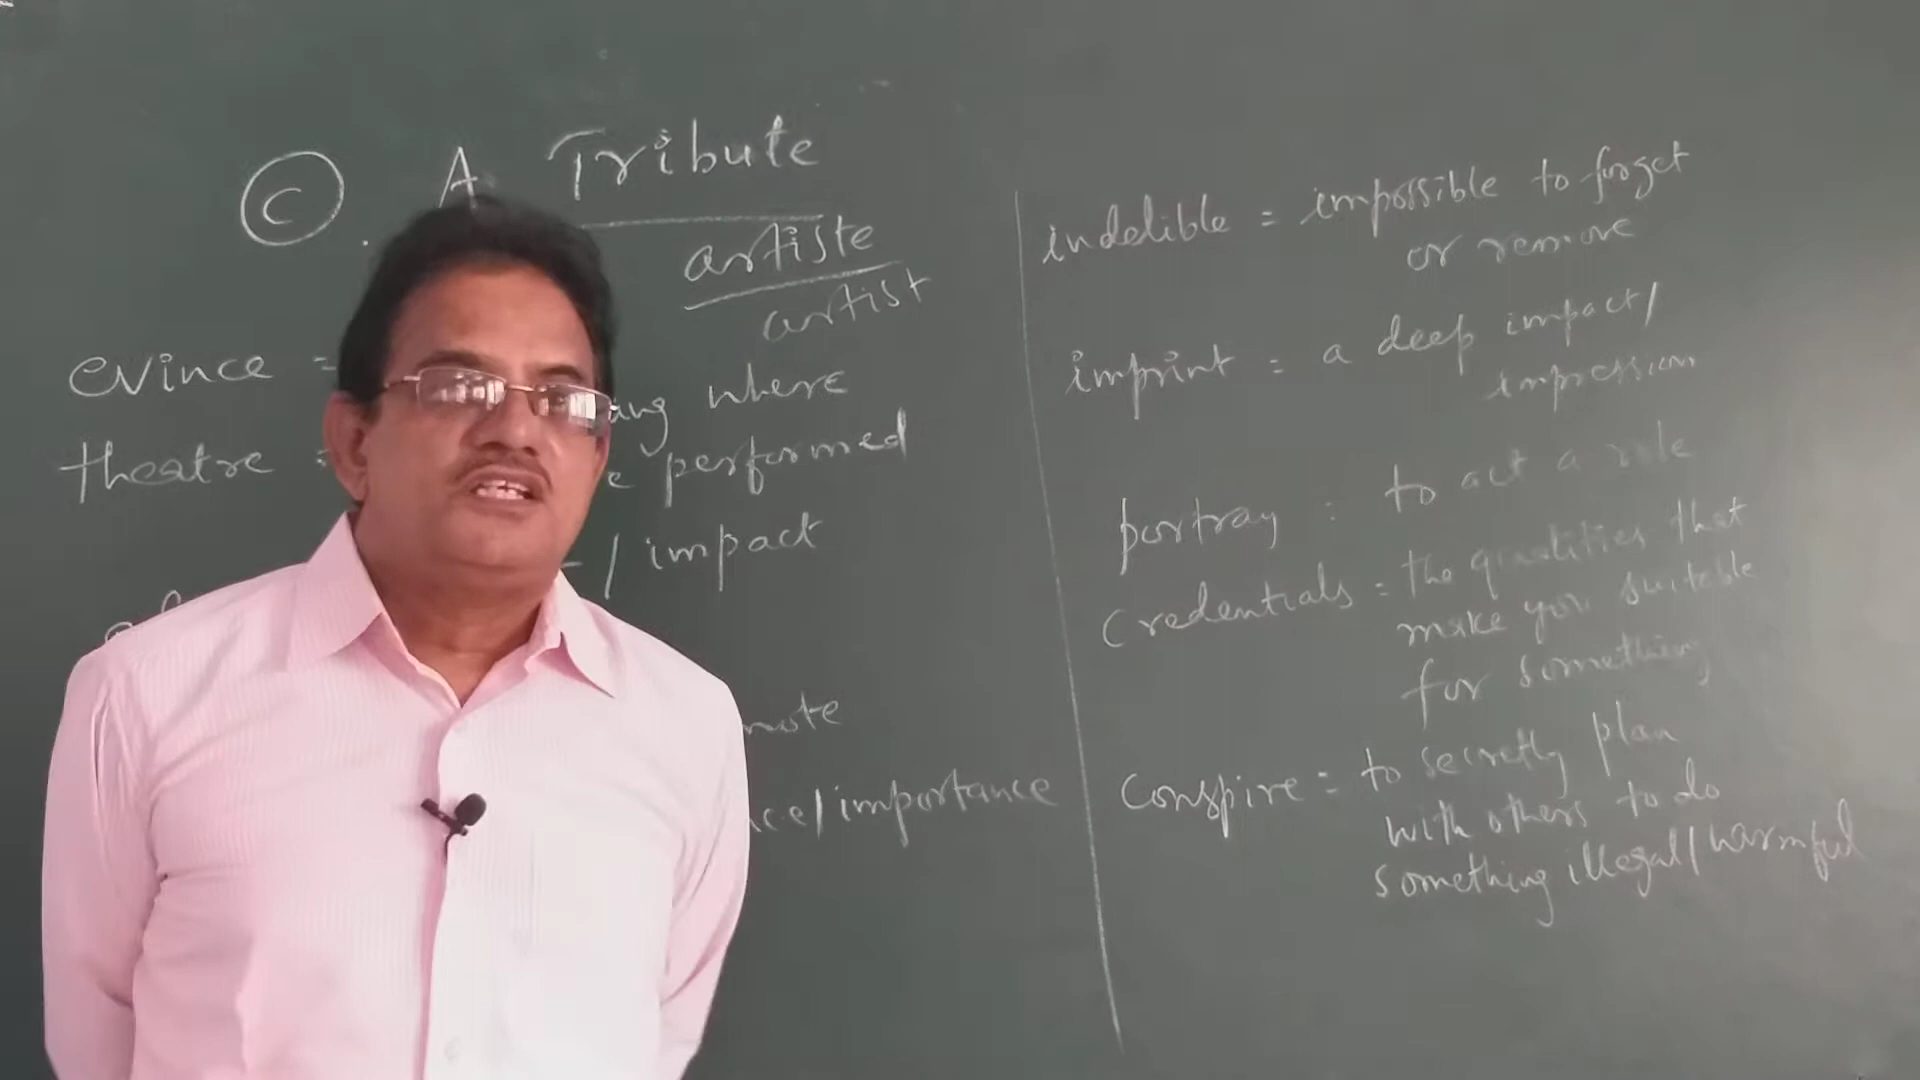 C A Tribute
artiste
artist
evince =
where
theatre =
performed
/ impact
importance
indelible = impossible to forget
or remove
imprint = a deep impact/
impression
portray : to act a role
Credentials = the qualities that
make you suitable
for something
Conspire = to secretly plan
with others to do
something illegal/harmful